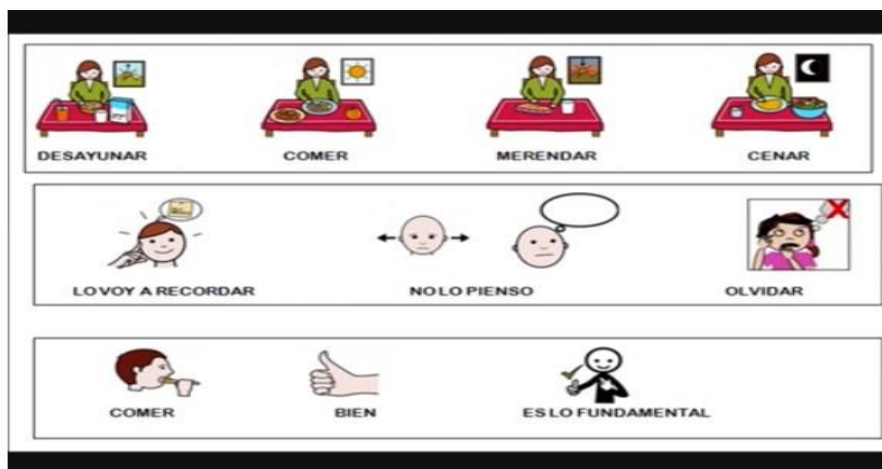 DESAYUNAR COMER MERENDAR CENAR
LO VOY A RECORDAR NO LO PIENSO OLVIDAR
COMER BIEN ES LO FUNDAMENTAL